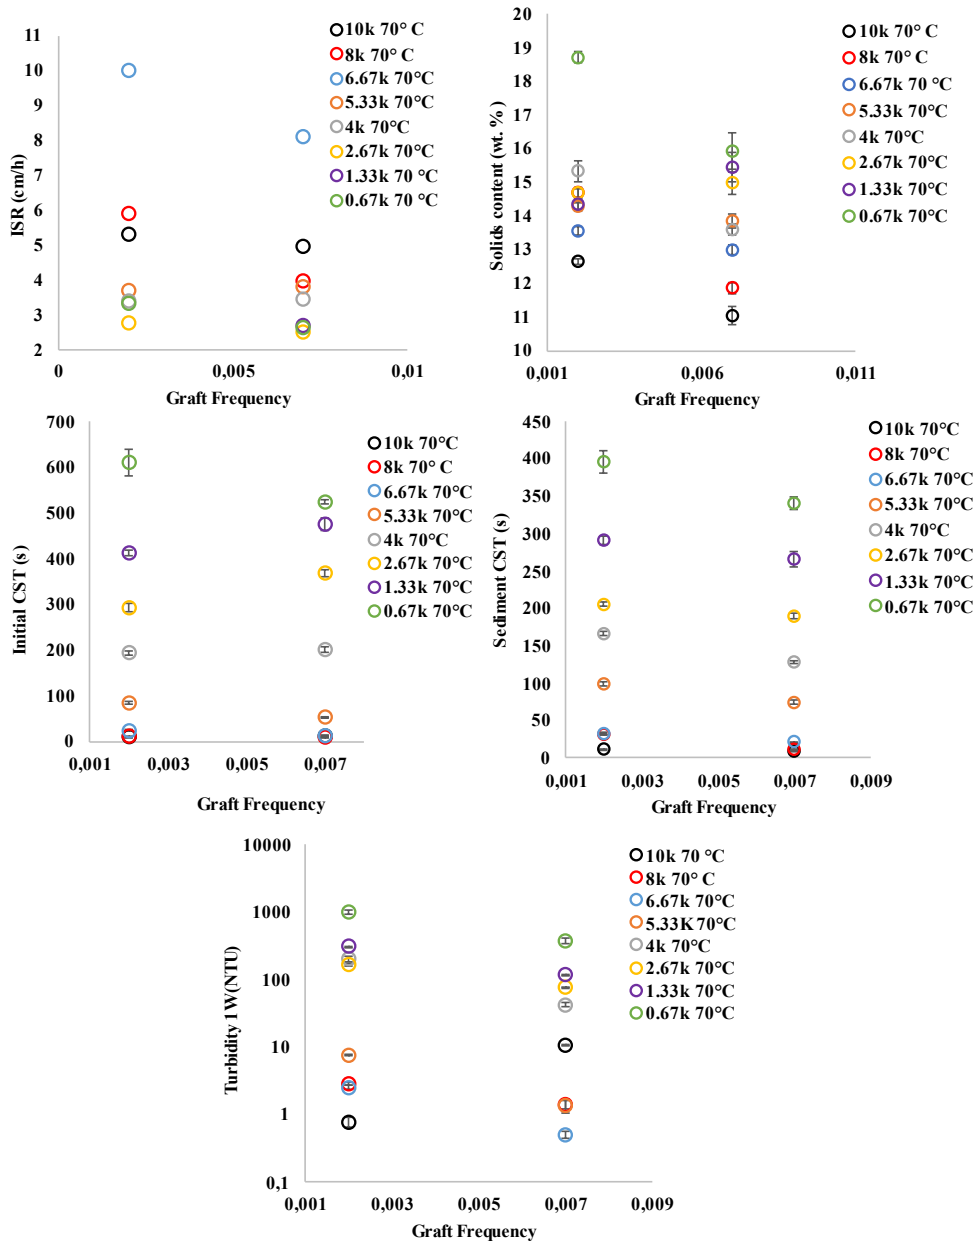 11
10
9
8
7
6
5
4
3
2
ISR (cm/h)
0
0,005
0,01
Graft Frequency
10k 70° C
8k 70° C
6.67k 70°C
5.33k 70°C
4k 70°C
2.67k 70°C
1.33k 70 °C
0.67k 70 °C
20
19
18
17
16
15
14
13
12
11
10
Solids content (wt. %)
0,001
0,006
0,011
Graft Frequency
10k 70° C
8k 70° C
6.67k 70 °C
5.33k 70°C
4k 70°C
2.67k 70°C
1.33k 70°C
0.67k 70°C
700
600
500
400
300
200
100
0
Initial CST (s)
0,001
0,003
0,005
0,007
Graft Frequency
10k 70°C
8k 70° C
6.67k 70°C
5.33k 70°C
4k 70°C
2.67k 70°C
1.33k 70°C
0.67k 70°C
450
400
350
300
250
200
150
100
50
0
Sediment CST (s)
0,001
0,003
0,005
0,007
0,009
Graft Frequency
10k 70°C
8k 70°C
6.67k 70°C
5.33k 70°C
4k 70°C
2.67k 70°C
1.33k 70°C
0.67k 70°C
10000
1000
100
10
1
0,1
Turbidity 1W(NTU)
0,001
0,003
0,005
0,007
0,009
Graft Frequency
10k 70 °C
8k 70° C
6.67k 70°C
5.33K 70°C
4k 70°C
2.67k 70°C
1.33k 70°C
0.67k 70°C